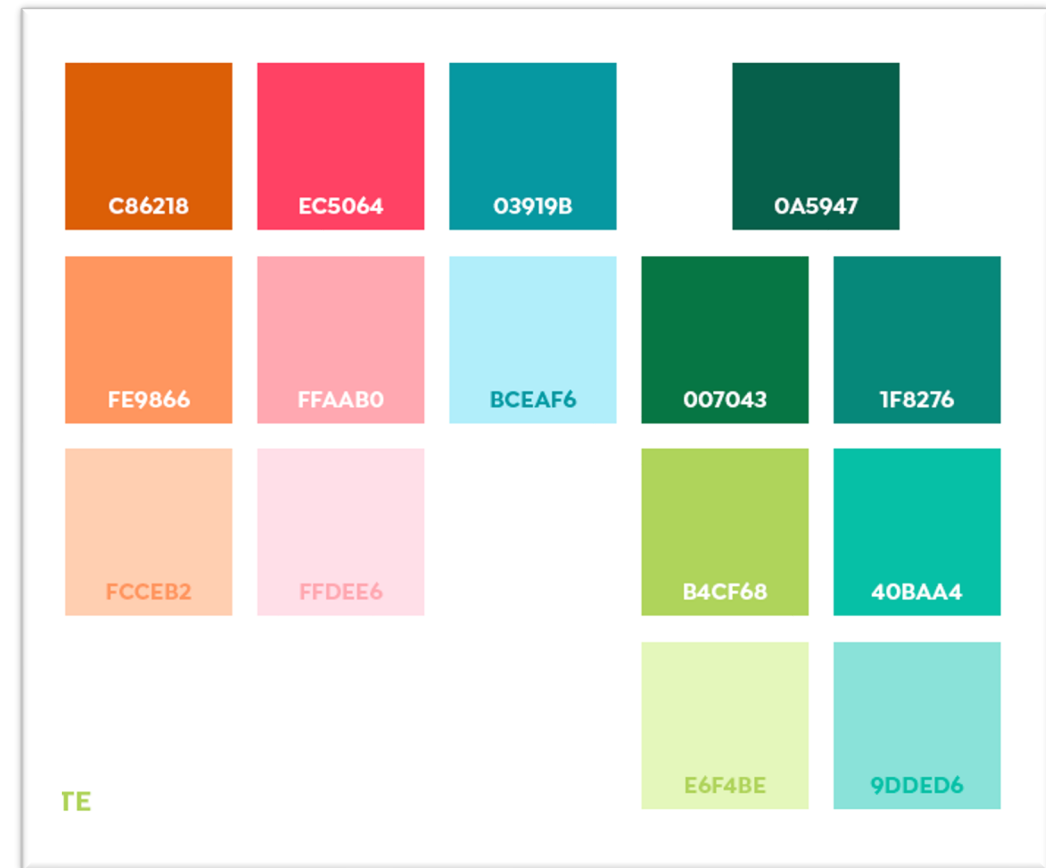 C86218 EC5064 03919B 0A5947
FE9866 FFAAB0 BCEAF6 007043 1F8276
FCCEB2 FFDEE6 B4CF68 40BAA4
E6F4BE 9DDED6
TE